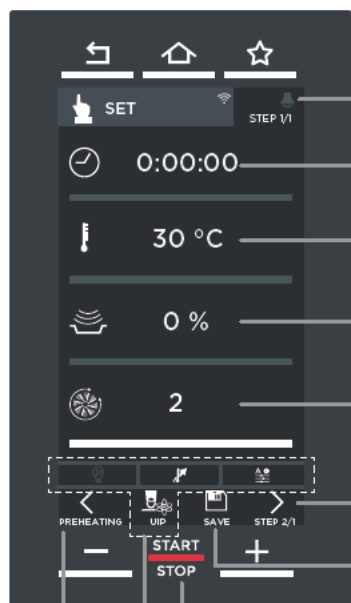 SET
STEP 1/1
0:00:00
30 °C
0 %
2
PREHEATING UIP SAVE STEP 2/1
START
STOP